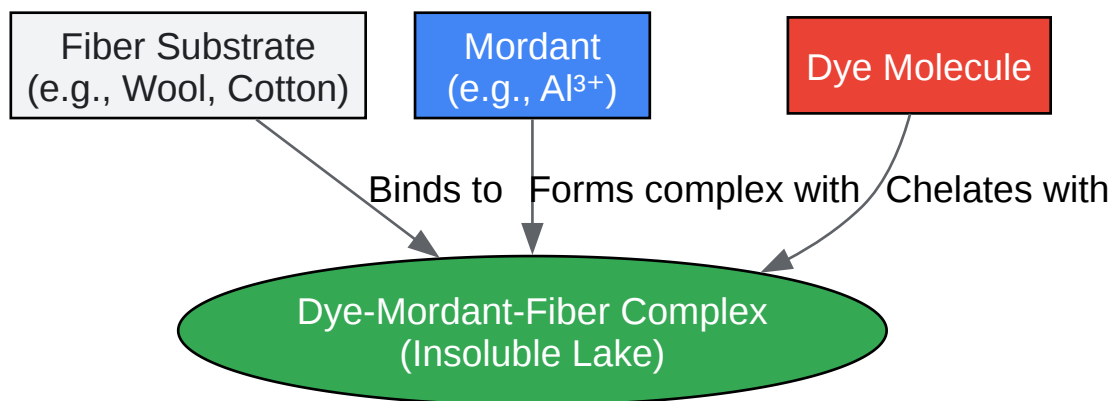 Fiber Substrate
(e.g., Wool, Cotton)
Mordant
(e.g., Al³⁺)
Dye Molecule
Binds to
Forms complex with
Chelates with
Dye-Mordant-Fiber Complex
(Insoluble Lake)